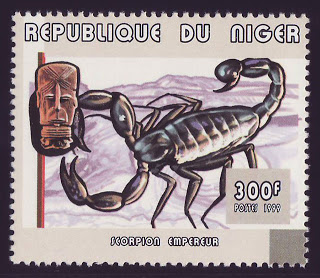 REPUBLIQUE DU NIGER
300F
POSTES 1999
SCORPION EMPEREUR